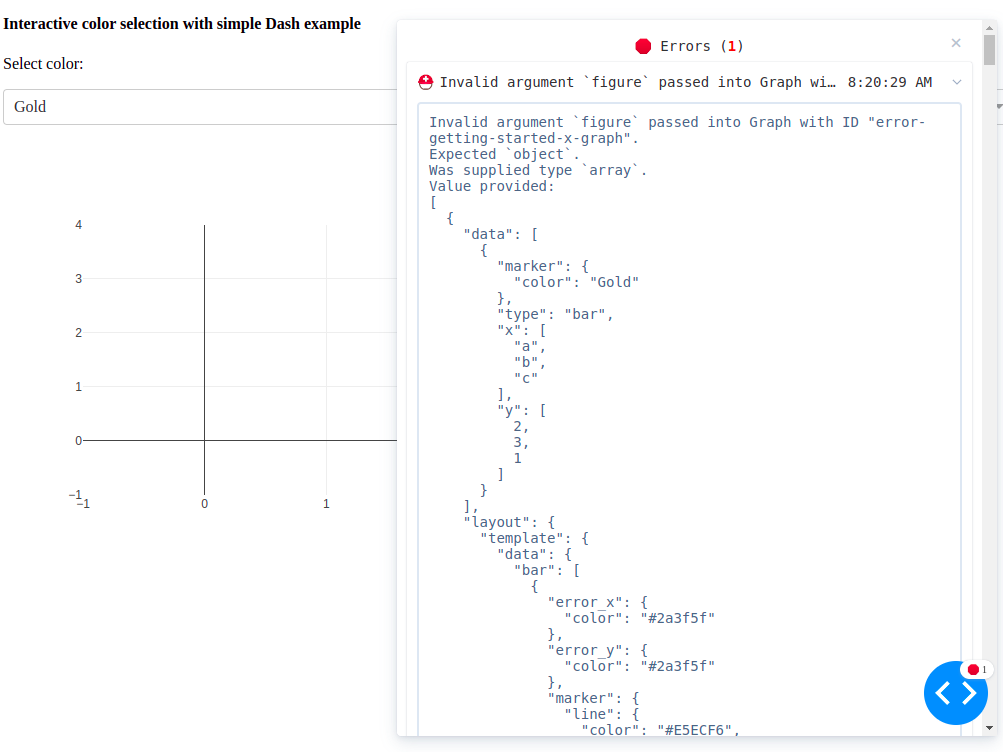 Interactive color selection with simple Dash example
Select color:
Gold
4
3
2
1
0
−1
−1
0
1
Errors (1)
×
Invalid argument `figure` passed into Graph wi… 8:20:29 AM
Invalid argument `figure` passed into Graph with ID "error-
getting-started-x-graph".
Expected `object`.
Was supplied type `array`.
Value provided:
[
  {
    "data": [
      {
        "marker": {
          "color": "Gold"
        },
        "type": "bar",
        "x": [
          "a",
          "b",
          "c"
        ],
        "y": [
          2,
          3,
          1
        ]
      }
    ],
    "layout": {
      "template": {
        "data": {
          "bar": [
            {
              "error_x": {
                "color": "#2a3f5f"
              },
              "error_y": {
                "color": "#2a3f5f"
              },
              "marker": {
                "line": {
                  "color": "#E5ECF6",
1